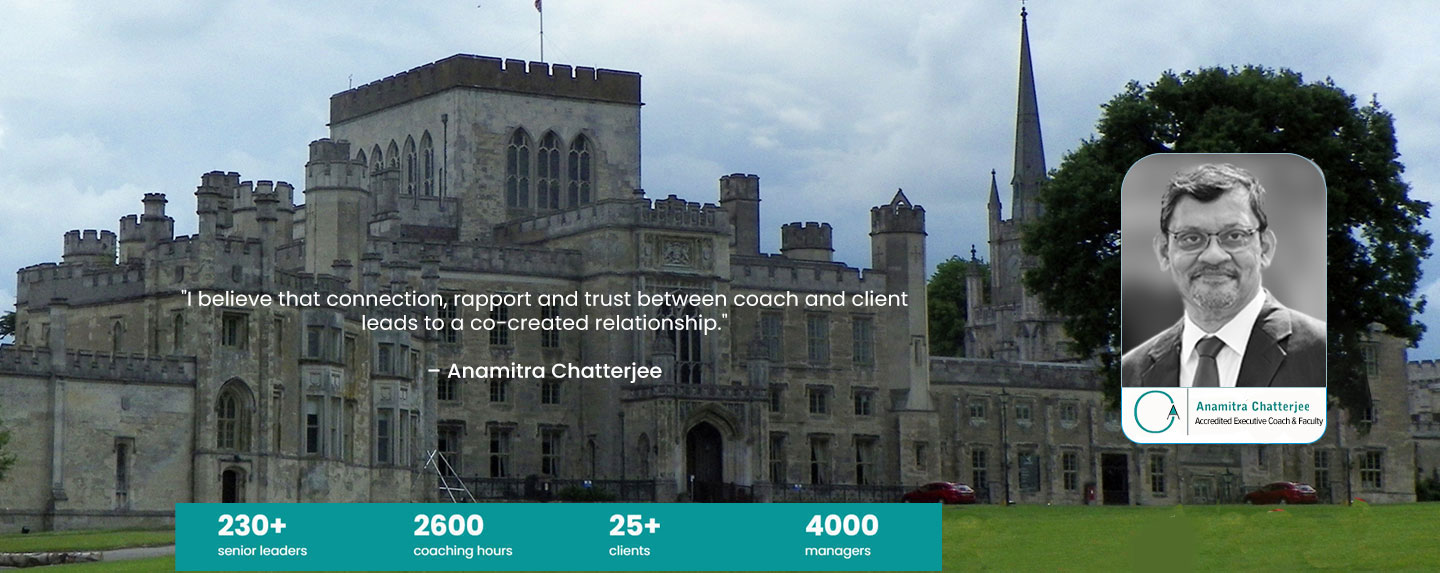 "I believe that connection, rapport and trust between coach and client
leads to a co-created relationship."
– Anamitra Chatterjee
Anamitra Chatterjee
Accredited Executive Coach & Faculty
230+
senior leaders
2600
coaching hours
25+
clients
4000
managers